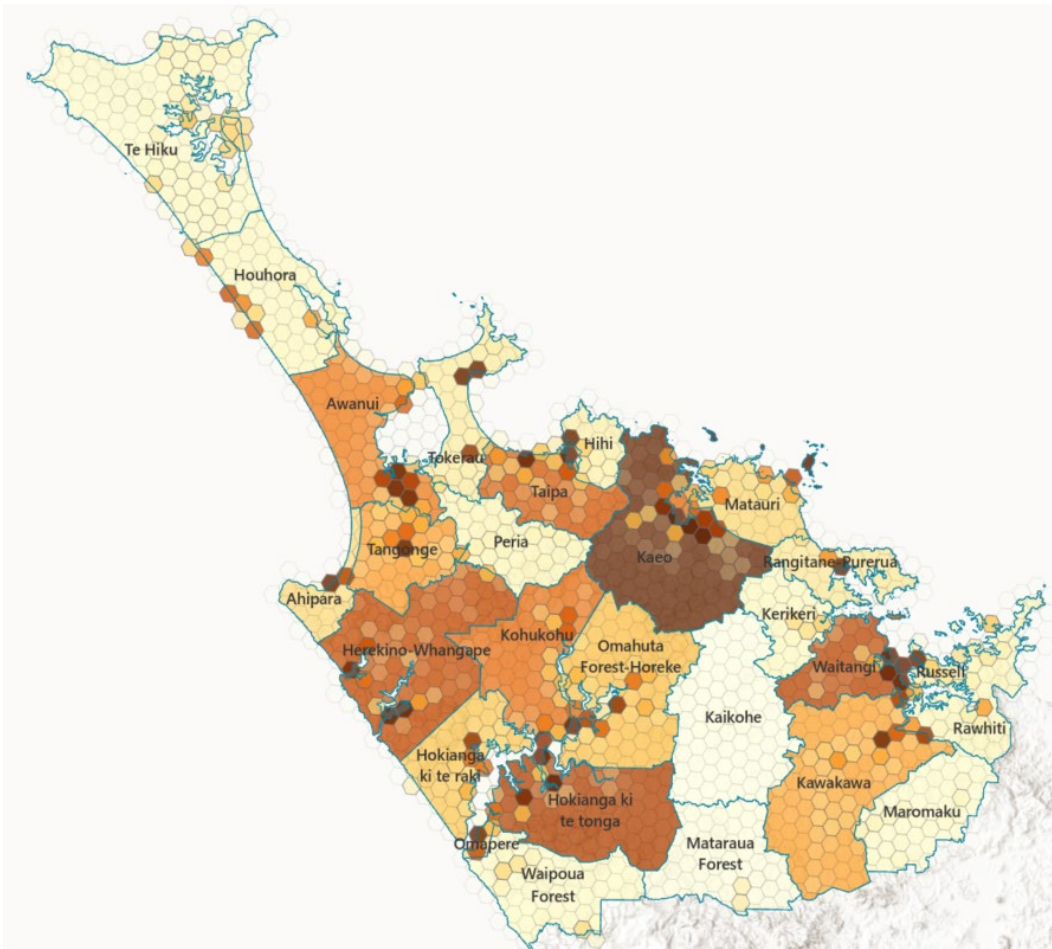 Te Hiku
Houhora
Awanui
Tokerau
Hihi
Taipa
Matauri
Tangonge
Peria
Kaeo
Rangitane-Purerua
Ahipara
Kerikeri
Herekino-Whangape
Kohukohu
Omahuta
Forest-Horeke
Waitangi
Russell
Kaikohe
Rawhiti
Hokianga
ki te raki
Kawakawa
Hokianga ki
te tonga
Maromaku
Omapere
Mataraua
Forest
Waipoua
Forest